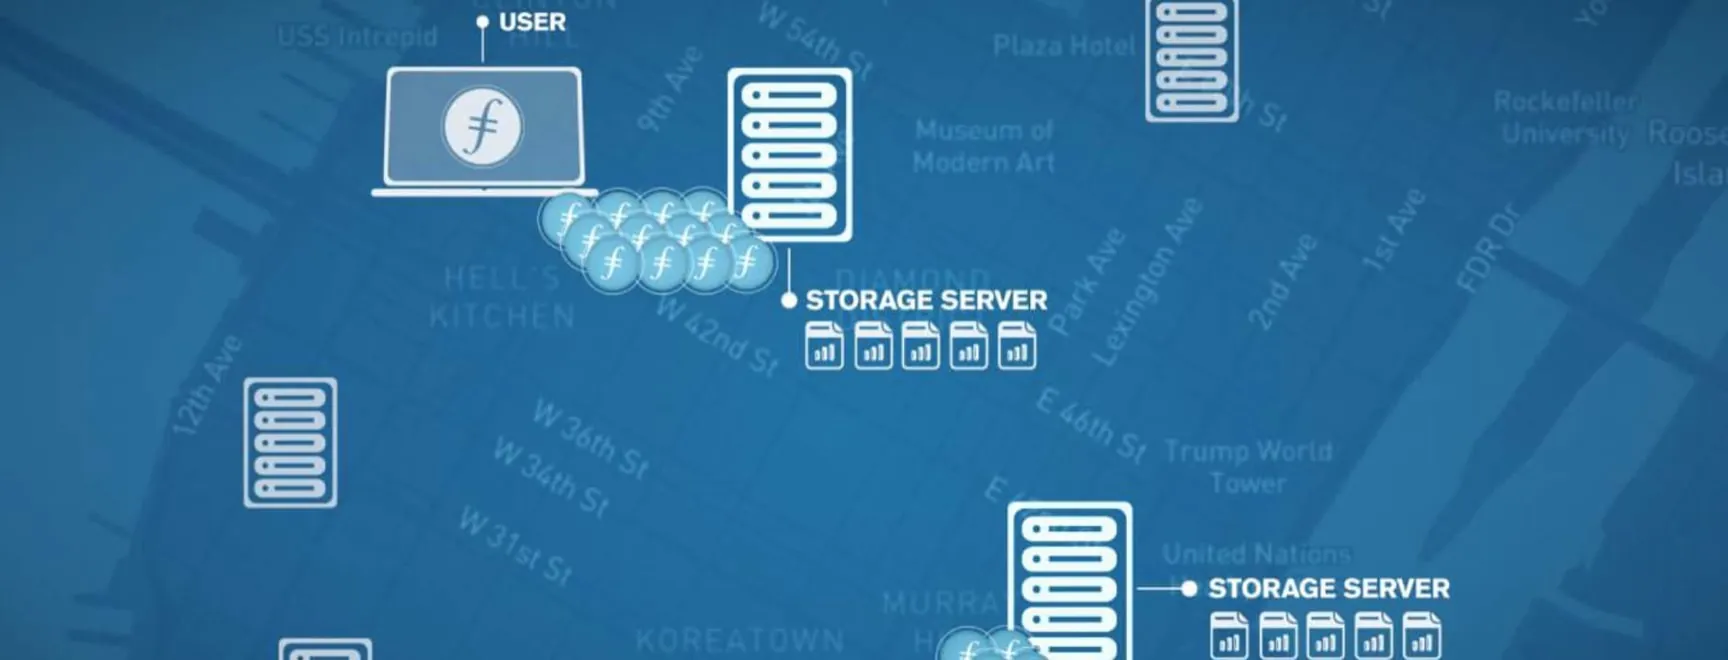 USER
USS Intrepid
HILL
W 54th St
Plaza Hotel
9th Ave
Museum of
Modern Art
Rockefeller
University
HELL'S
KITCHEN
DIAMOND
STORAGE SERVER
W 42nd St
Park Ave
Lexington Ave
2nd Ave
1st Ave
FDR Dr
12th Ave
W 36th St
W 34th St
W 31st St
E 46th St
Trump World
Tower
United Nations
STORAGE SERVER
KOREATOWN